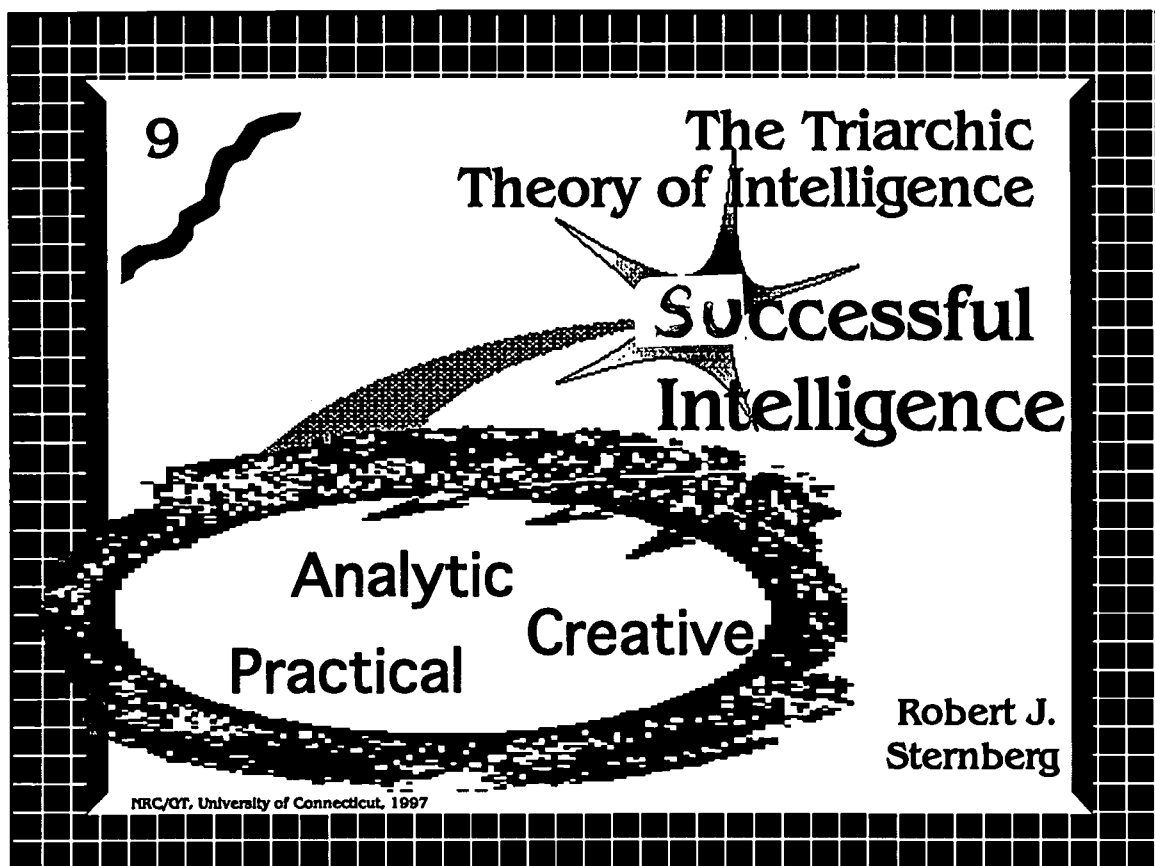 9
The Triarchic
Theory of Intelligence
Successful
Intelligence
Analytic
Creative
Practical
Robert J.
Sternberg
NRC/GT, University of Connecticut, 1997